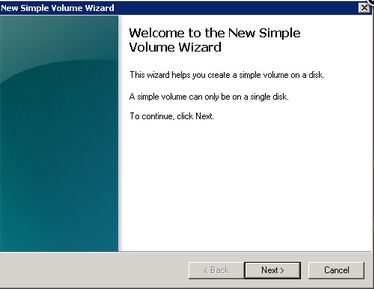 New Simple Volume Wizard
Welcome to the New Simple
Volume Wizard
This wizard helps you create a simple volume on a disk.
A simple volume can only be on a single disk.
To continue, click Next.
< Back
Next >
Cancel